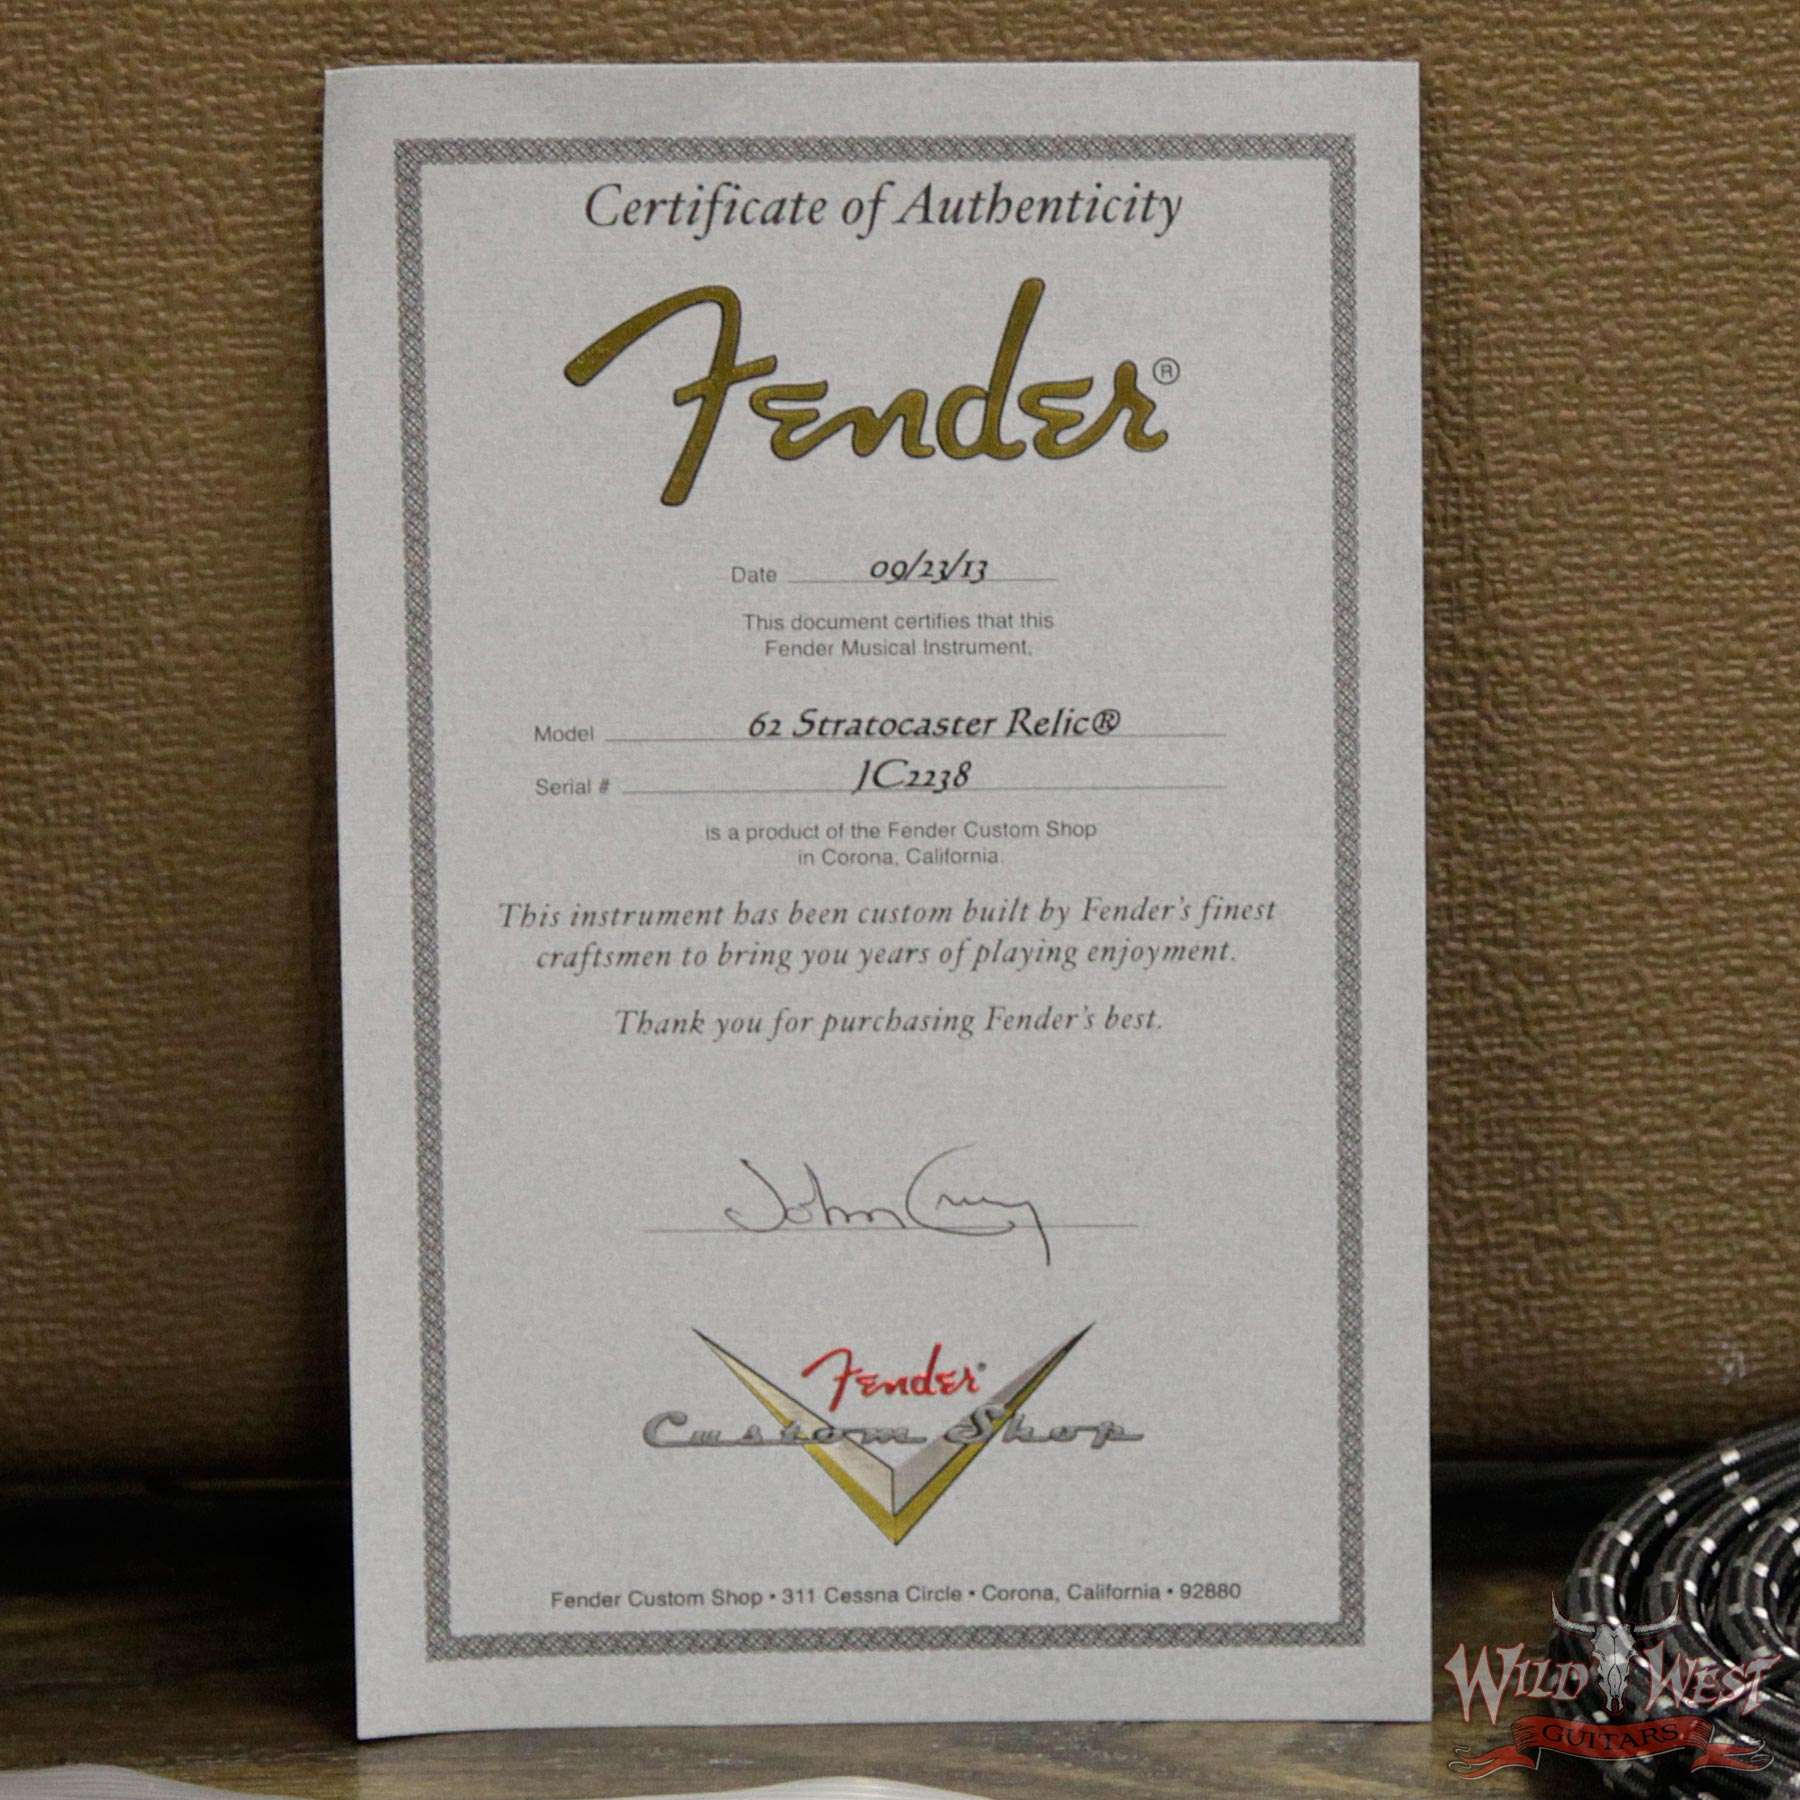 Certificate of Authenticity
Fender®
Date 09/23/13
This document certifies that this
Fender Musical Instrument,
Model 62 Stratocaster Relic®
Serial # JC2238
is a product of the Fender Custom Shop
in Corona, California.
This instrument has been custom built by Fender's finest
craftsmen to bring you years of playing enjoyment.
Thank you for purchasing Fender's best.
John Cruz
Fender®
Custom Shop
Fender Custom Shop • 311 Cessna Circle • Corona, California • 92880
WILD WEST
GUITARS